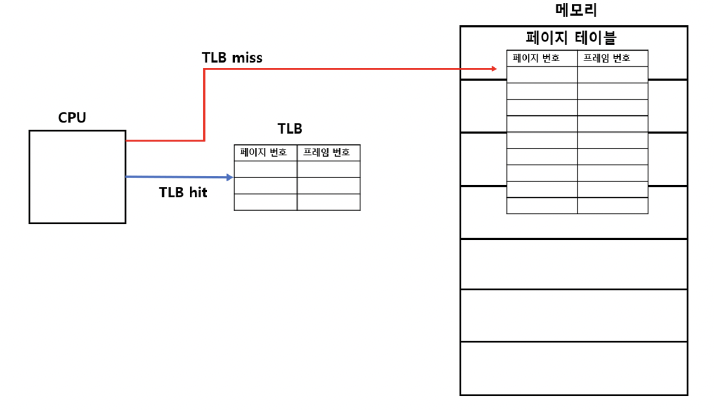 메모리
페이지 테이블
페이지 번호 프레임 번호
TLB miss
CPU
TLB
페이지 번호 프레임 번호
TLB hit